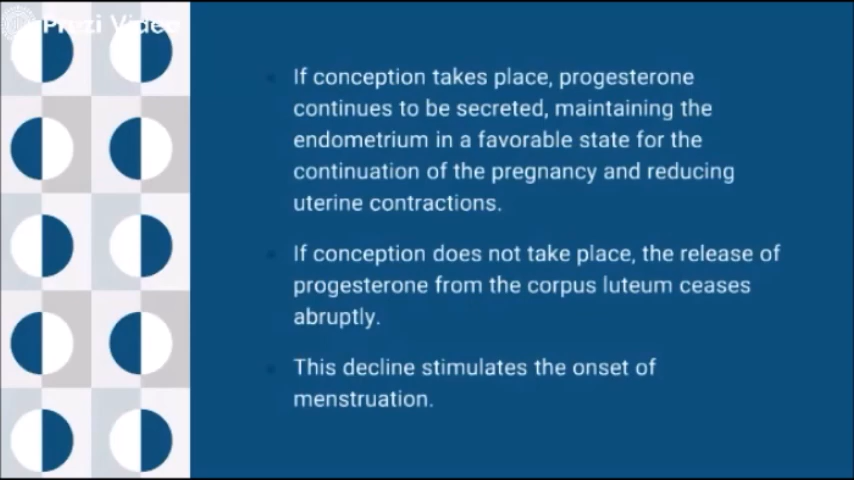 Prezi Video
If conception takes place, progesterone
continues to be secreted, maintaining the
endometrium in a favorable state for the
continuation of the pregnancy and reducing
uterine contractions.
If conception does not take place, the release of
progesterone from the corpus luteum ceases
abruptly.
This decline stimulates the onset of
menstruation.